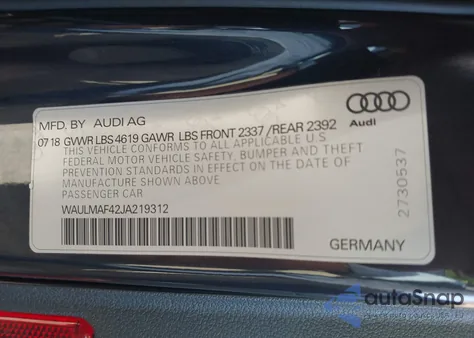 MFD. BY AUDI AG
07 18 GVWR LBS 4619 GAWR LBS FRONT 2337 / REAR 2392
THIS VEHICLE CONFORMS TO ALL APPLICABLE U.S
FEDERAL MOTOR VEHICLE SAFETY, BUMPER AND THEFT
PREVENTION STANDARDS IN EFFECT ON THE DATE OF
MANUFACTURE SHOWN ABOVE.
PASSENGER CAR
WAULMAF42JA219312
Audi
2730537
GERMANY
autoSnap